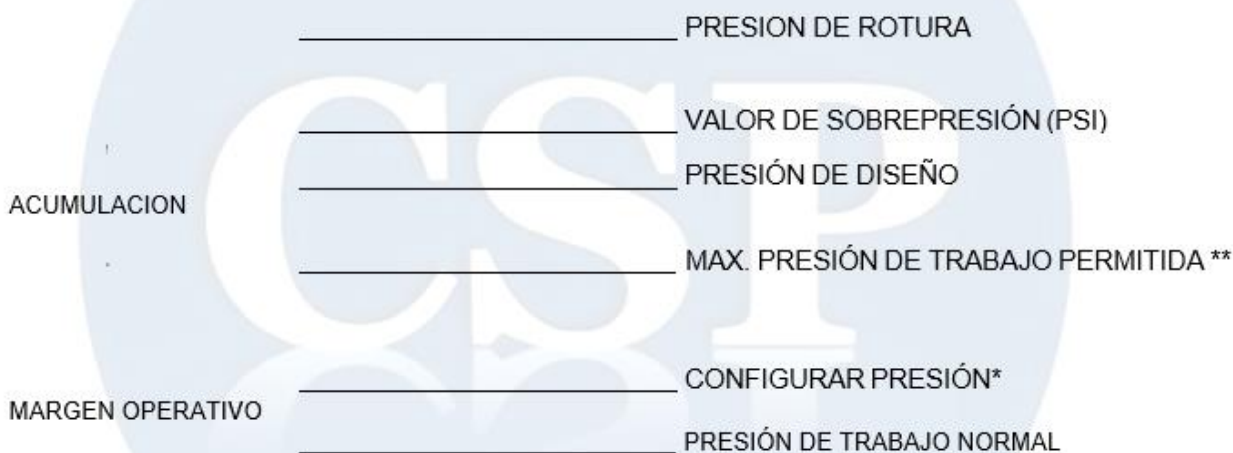 PRESION DE ROTURA
VALOR DE SOBREPRESIÓN (PSI)
PRESIÓN DE DISEÑO
ACUMULACION
MAX. PRESIÓN DE TRABAJO PERMITIDA **
CONFIGURAR PRESIÓN*
MARGEN OPERATIVO
PRESIÓN DE TRABAJO NORMAL
CSP